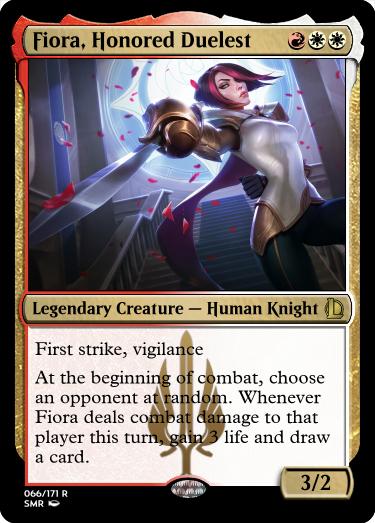 Fiora, Honored Duelest
Legendary Creature — Human Knight
First strike, vigilance
At the beginning of combat, choose
an opponent at random. Whenever
Fiora deals combat damage to that
player this turn, gain 3 life and draw
a card.
3/2
066/171 R
SMR